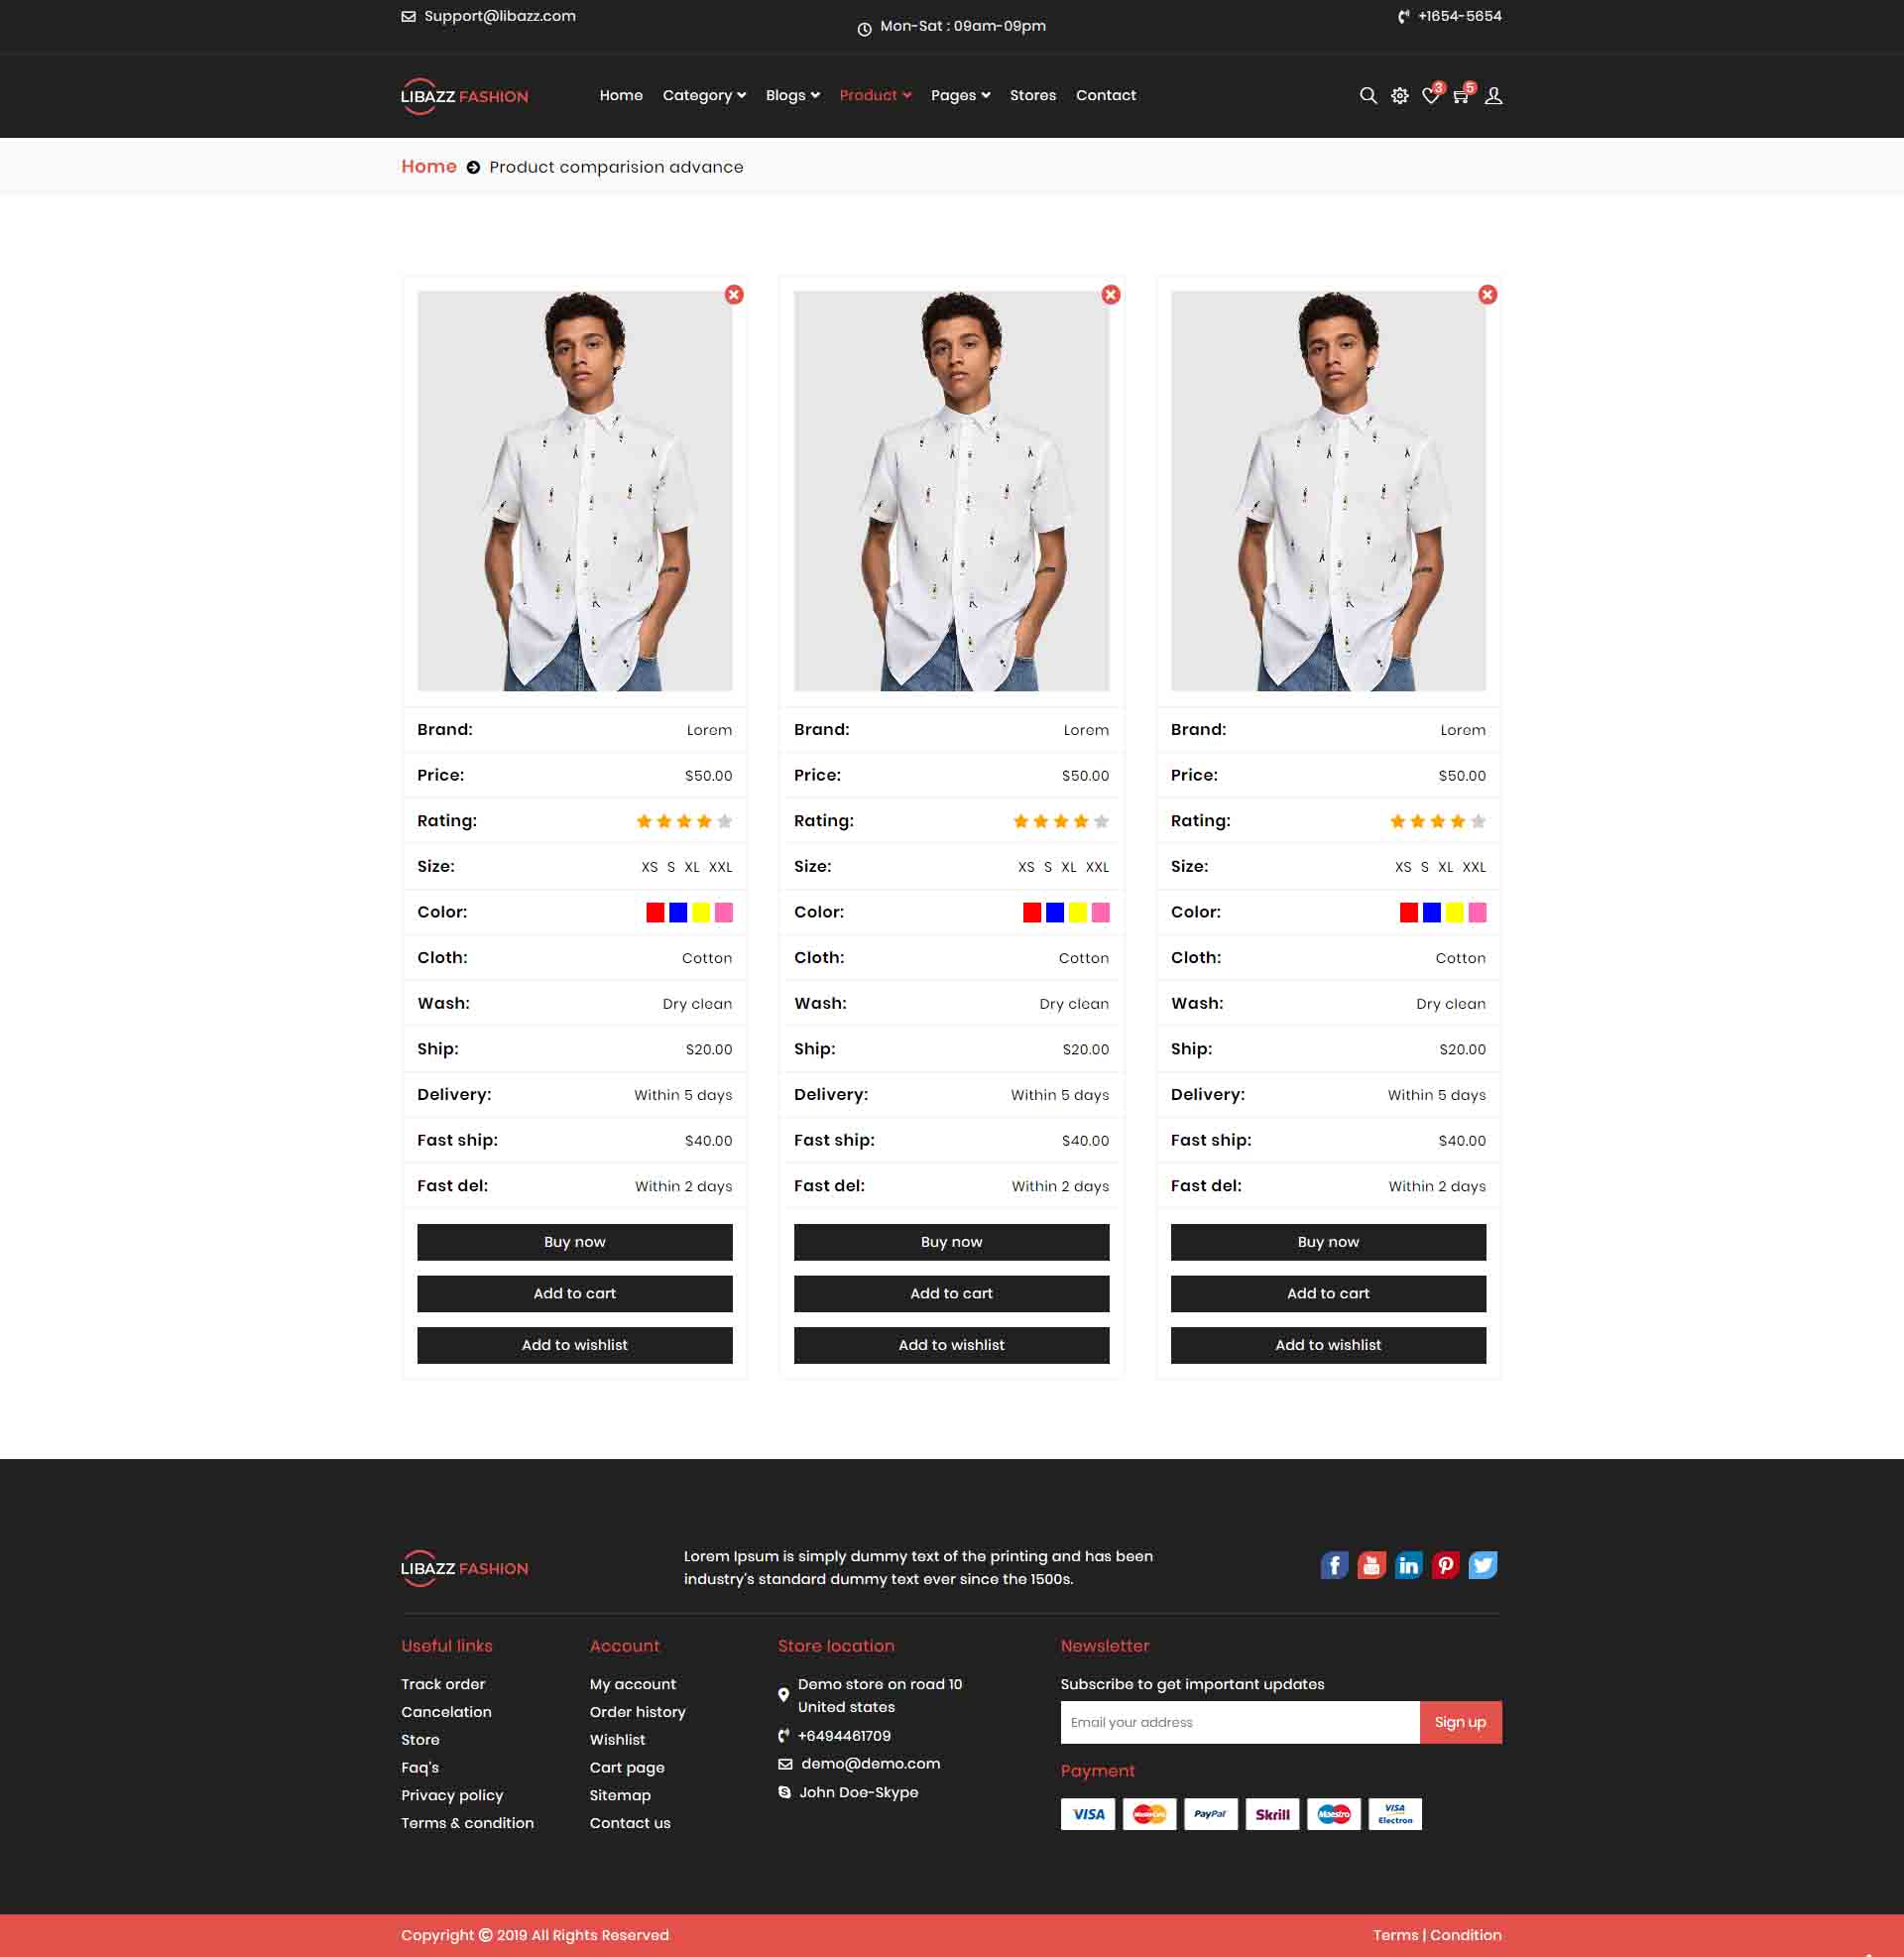 Support@libazz.com
Mon-Sat : 09am-09pm
+1654-5654
LIBAZZ FASHION
Home Category Blogs Product Pages Stores Contact
3 5
Home Product comparision advance
Brand: Lorem Brand: Lorem Brand: Lorem
Price: $50.00 Price: $50.00 Price: $50.00
Rating: Rating: Rating:
Size: XS S XL XXL Size: XS S XL XXL Size: XS S XL XXL
Color: Color: Color:
Cloth: Cotton Cloth: Cotton Cloth: Cotton
Wash: Dry clean Wash: Dry clean Wash: Dry clean
Ship: $20.00 Ship: $20.00 Ship: $20.00
Delivery: Within 5 days Delivery: Within 5 days Delivery: Within 5 days
Fast ship: $40.00 Fast ship: $40.00 Fast ship: $40.00
Fast del: Within 2 days Fast del: Within 2 days Fast del: Within 2 days
Buy now Buy now Buy now
Add to cart Add to cart Add to cart
Add to wishlist Add to wishlist Add to wishlist
LIBAZZ FASHION
Lorem Ipsum is simply dummy text of the printing and has been
industry's standard dummy text ever since the 1500s.
Useful links
Track order
Cancelation
Store
Faq's
Privacy policy
Terms & condition
Account
My account
Order history
Wishlist
Cart page
Sitemap
Contact us
Store location
Demo store on road 10
United states
+6494461709
demo@demo.com
John Doe-Skype
Newsletter
Subscribe to get important updates
Email your address Sign up
Payment
VISA MasterCard PayPal Skrill Maestro VISA Electron
Copyright © 2019 All Rights Reserved
Terms | Condition